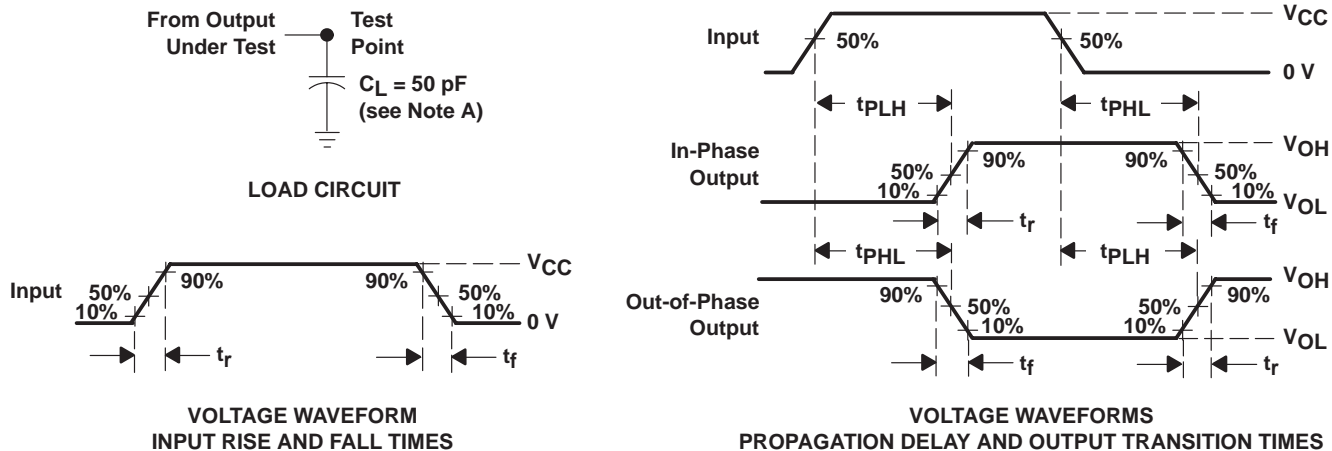 From Output
Under Test
Test
Point
CL = 50 pF
(see Note A)
LOAD CIRCUIT
Input
50%
10%
90%
90%
50%
10%
VCC
0 V
tr
tf
VOLTAGE WAVEFORM
INPUT RISE AND FALL TIMES
Input
50%
50%
VCC
0 V
tPLH
tPHL
In-Phase
Output
50%
10%
90%
90%
50%
10%
VOH
VOL
tr
tf
tPHL
tPLH
Out-of-Phase
Output
90%
50%
10%
50%
10%
90%
VOH
VOL
tf
tr
VOLTAGE WAVEFORMS
PROPAGATION DELAY AND OUTPUT TRANSITION TIMES